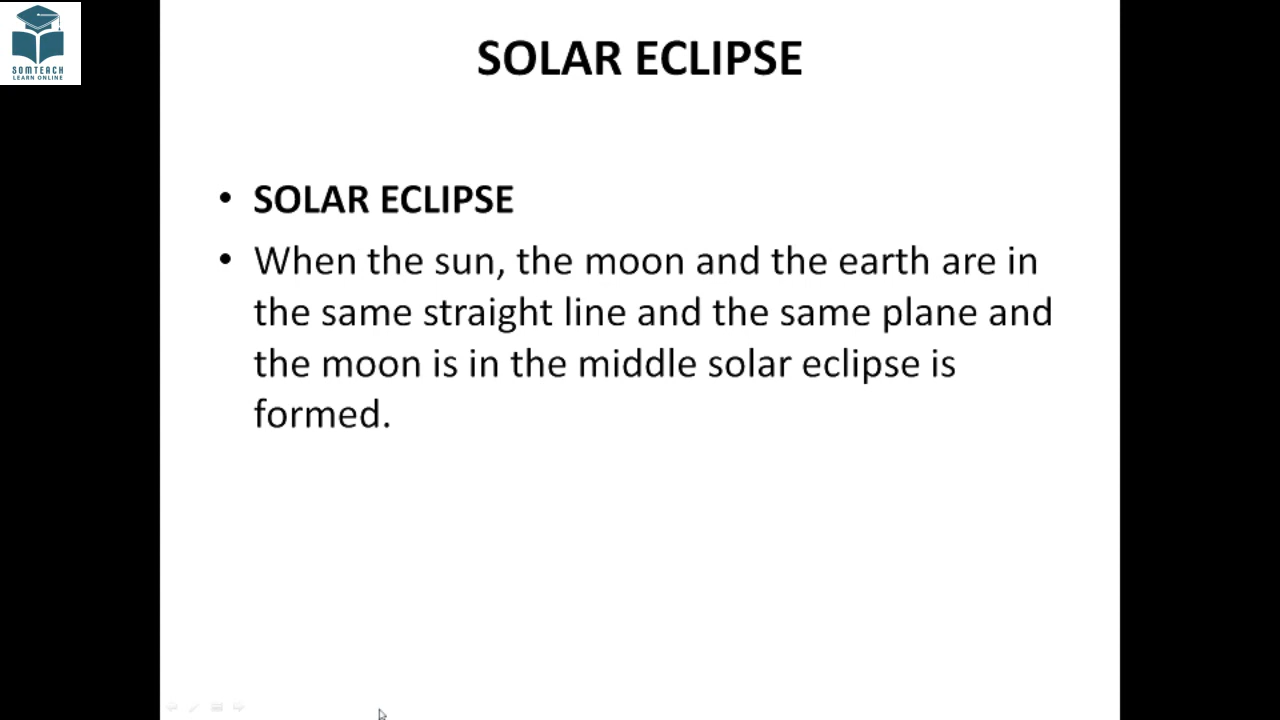 SOMTEACH
LEARN ONLINE
SOLAR ECLIPSE
• SOLAR ECLIPSE
• When the sun, the moon and the earth are in
the same straight line and the same plane and
the moon is in the middle solar eclipse is
formed.